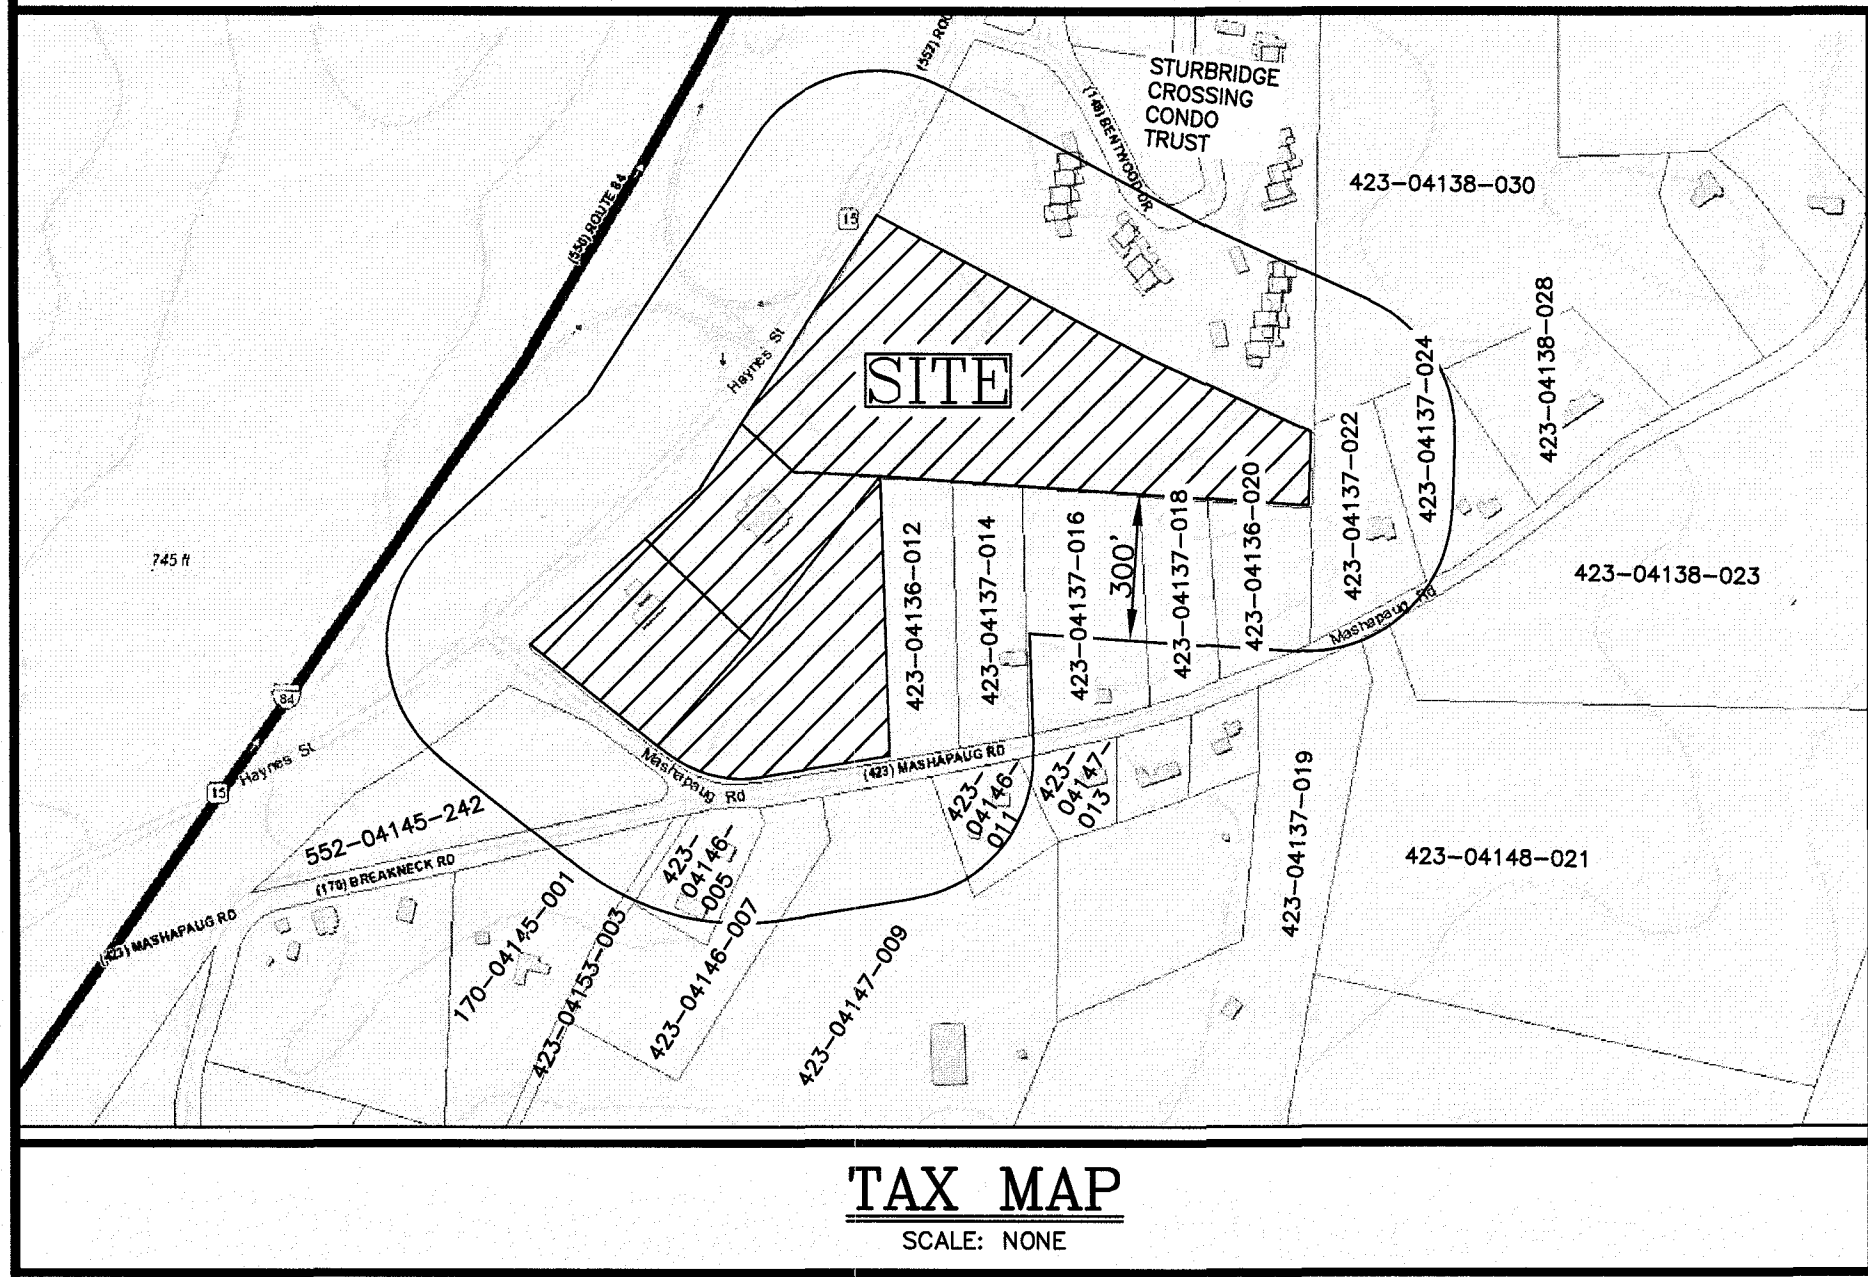 (552) ROU
STURBRIDGE
CROSSING
CONDO
TRUST
(148) BENTWOOD DR
423-04138-030
(550) ROUTE 84
15
Haynes St
SITE
423-04138-028
423-04137-024
423-04137-022
423-04136-020
423-04137-018
300'
423-04137-016
423-04137-014
423-04136-012
745 ft
423-04138-023
Mashapaug Rd
84
Haynes St
15
Mashapaug Rd
(423) MASHAPAUG RD
423-
04146-
011
423-
04147-
013
423-04137-019
552-04145-242
(170) BREAKNECK RD
423-
04146-
005
423-04148-021
(423) MASHAPAUG RD
170-04145-001
423-04153-003
423-04146-007
423-04147-009
TAX MAP
SCALE: NONE